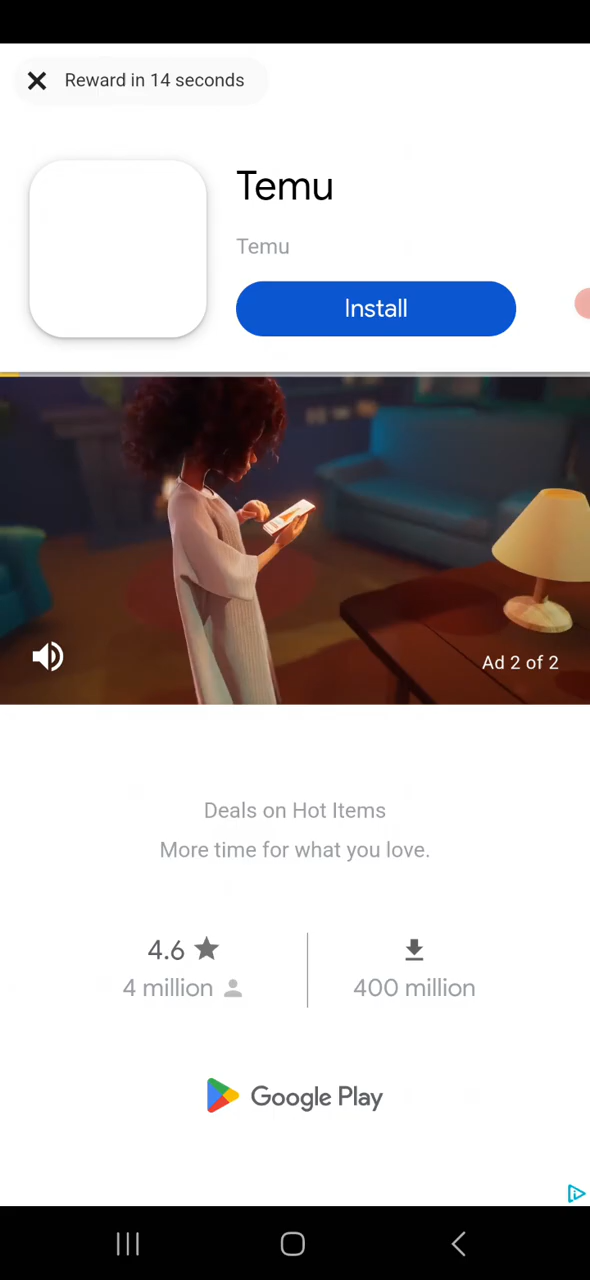 Reward in 14 seconds
Temu
Temu
Install
Ad 2 of 2
Deals on Hot Items
More time for what you love.
4.6
4 million
400 million
Google Play